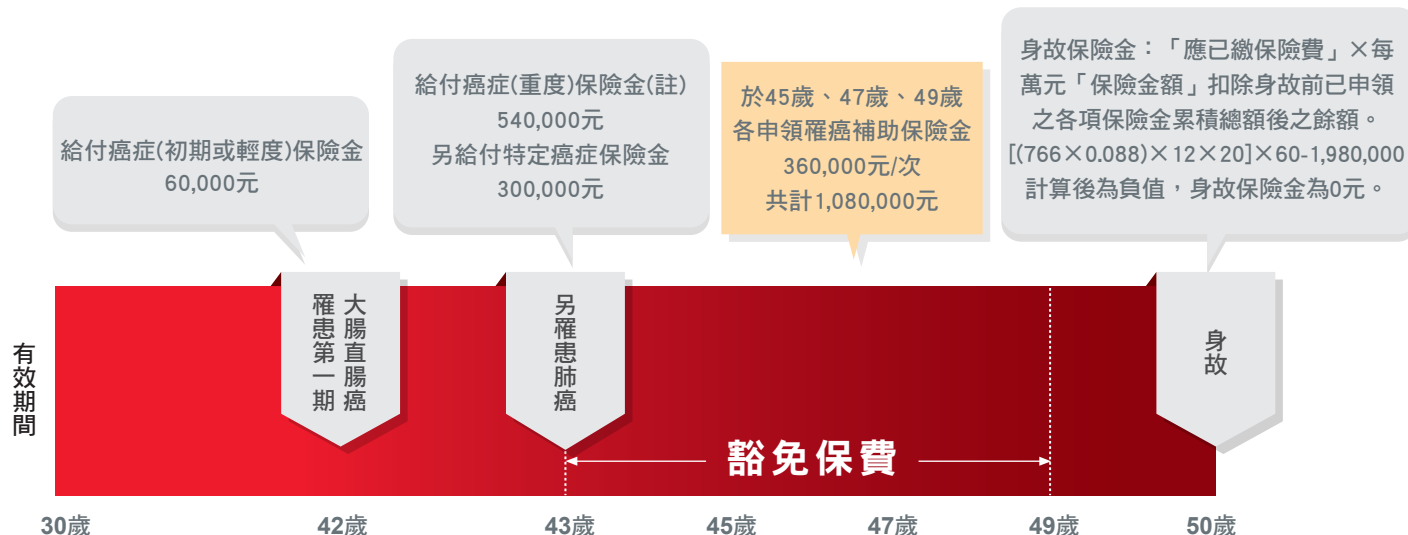 給付癌症(初期或輕度)保險金
60,000元
給付癌症(重度)保險金(註)
540,000元
另給付特定癌症保險金
300,000元
於45歲、47歲、49歲
各申領罹癌補助保險金
360,000元/次
共計1,080,000元
身故保險金：「應已繳保險費」×每
萬元「保險金額」扣除身故前已申領
之各項保險金累積總額後之餘額。
[(766×0.088)×12×20]×60-1,980,000
計算後為負值，身故保險金為0元。
有效期間
罹患第一期
大腸直腸癌
另罹患肺癌
身故
豁免保費
30歲
42歲
43歲
45歲
47歲
49歲
50歲